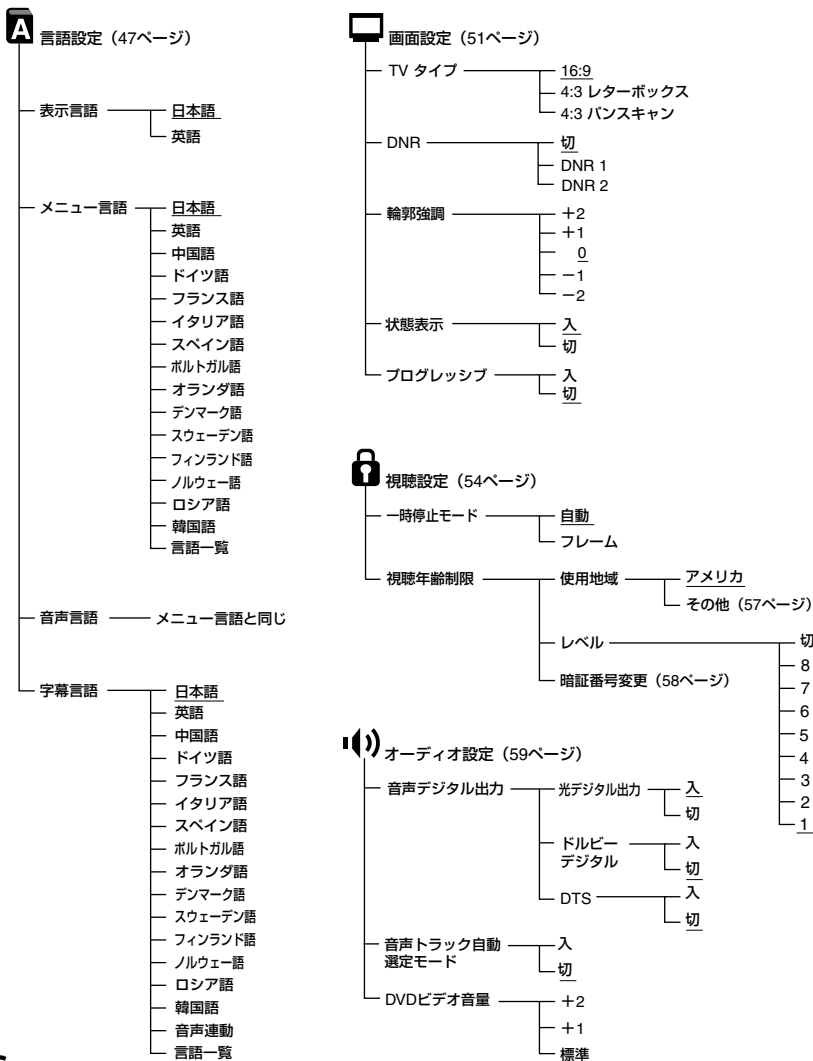 A 言語設定（47ページ）
表示言語
日本語
英語
メニュー言語
日本語
英語
中国語
ドイツ語
フランス語
イタリア語
スペイン語
ポルトガル語
オランダ語
デンマーク語
スウェーデン語
フィンランド語
ノルウェー語
ロシア語
韓国語
言語一覧
音声言語
メニュー言語と同じ
字幕言語
日本語
英語
中国語
ドイツ語
フランス語
イタリア語
スペイン語
ポルトガル語
オランダ語
デンマーク語
スウェーデン語
フィンランド語
ノルウェー語
ロシア語
韓国語
音声連動
言語一覧
画面設定（51ページ）
TV タイプ
16:9
4:3 レターボックス
4:3 パンスキャン
DNR
切
DNR 1
DNR 2
輪郭強調
＋2
＋1
0
－1
－2
状態表示
入
切
プログレッシブ
入
切
視聴設定（54ページ）
一時停止モード
自動
フレーム
視聴年齢制限
使用地域
アメリカ
その他（57ページ）
レベル
切
8
7
6
5
4
3
2
1
暗証番号変更（58ページ）
オーディオ設定（59ページ）
音声デジタル出力
光デジタル出力
入
切
ドルビー
デジタル
入
切
DTS
入
切
音声トラック自動
選定モード
入
切
DVDビデオ音量
＋2
＋1
標準